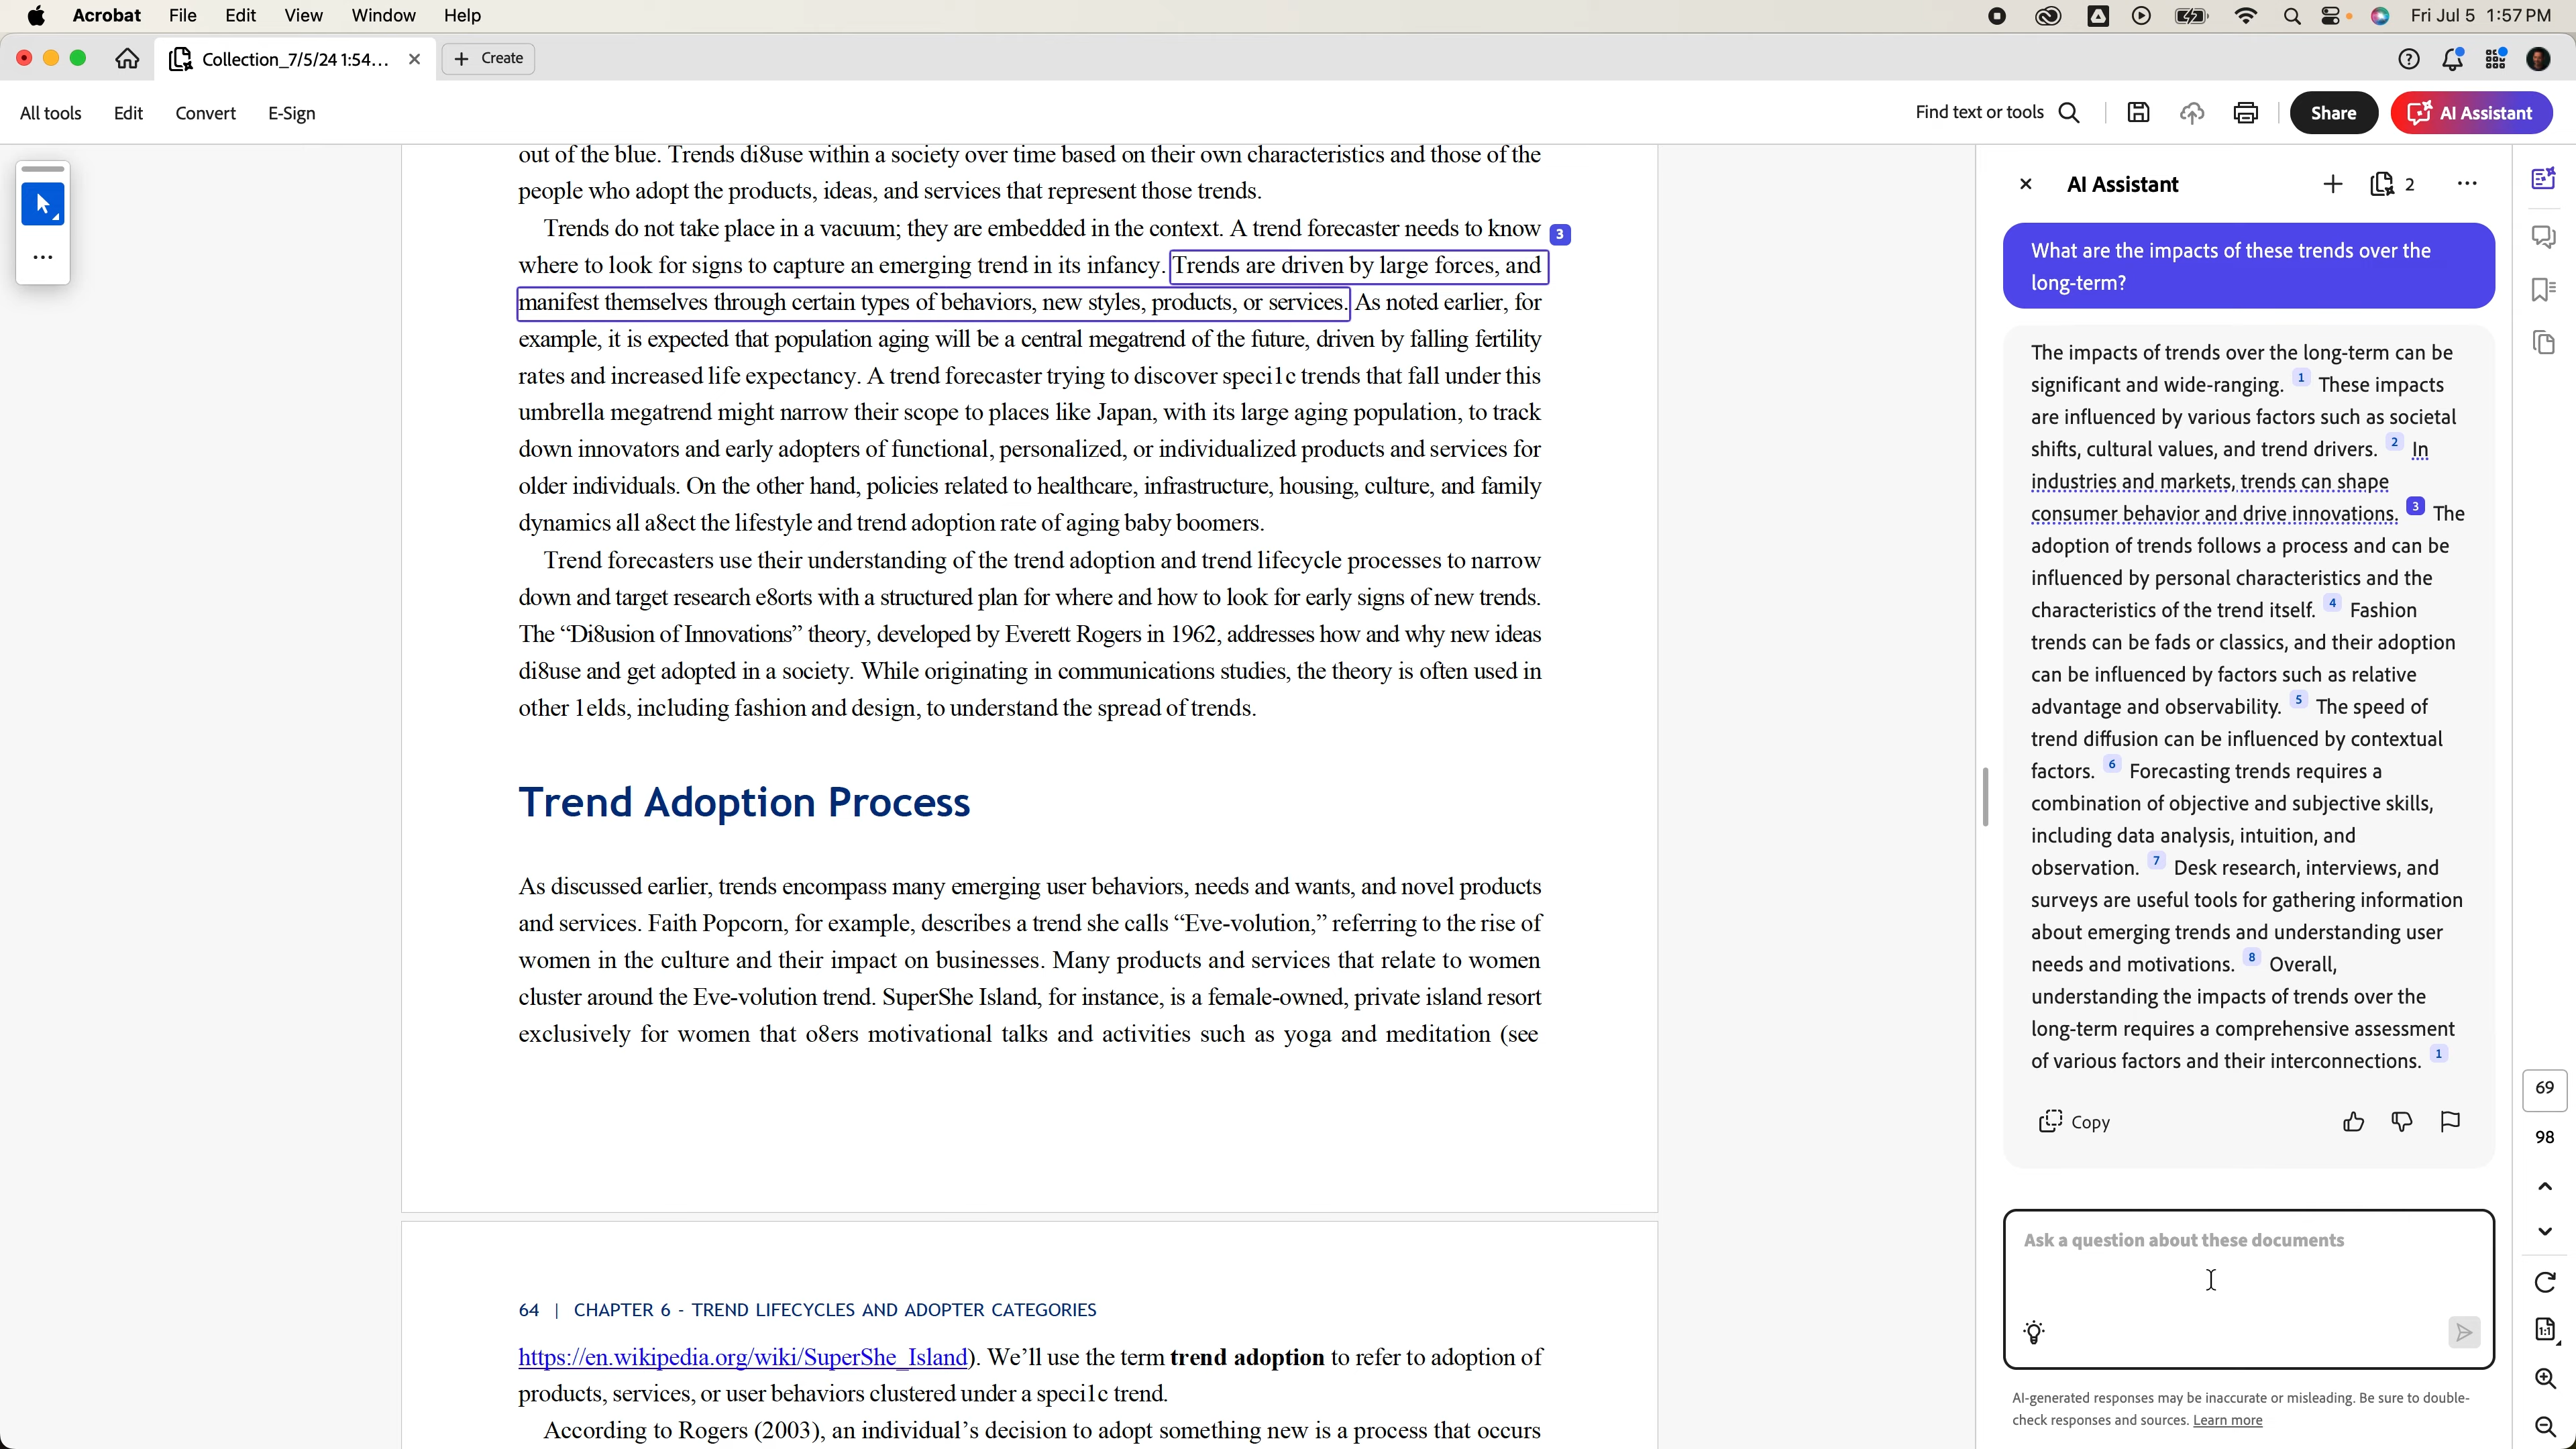 Acrobat File Edit View Window Help
Fri Jul 5 1:57 PM
Collection_7/5/24 1:54...
Create
All tools Edit Convert E-Sign
Find text or tools
Share
AI Assistant
out of the blue. Trends di8use within a society over time based on their own characteristics and those of the
people who adopt the products, ideas, and services that represent those trends.
Trends do not take place in a vacuum; they are embedded in the context. A trend forecaster needs to know
3
where to look for signs to capture an emerging trend in its infancy. Trends are driven by large forces, and
manifest themselves through certain types of behaviors, new styles, products, or services. As noted earlier, for
example, it is expected that population aging will be a central megatrend of the future, driven by falling fertility
rates and increased life expectancy. A trend forecaster trying to discover speci1c trends that fall under this
umbrella megatrend might narrow their scope to places like Japan, with its large aging population, to track
down innovators and early adopters of functional, personalized, or individualized products and services for
older individuals. On the other hand, policies related to healthcare, infrastructure, housing, culture, and family
dynamics all a8ect the lifestyle and trend adoption rate of aging baby boomers.
Trend forecasters use their understanding of the trend adoption and trend lifecycle processes to narrow
down and target research e8orts with a structured plan for where and how to look for early signs of new trends.
The “Di8usion of Innovations” theory, developed by Everett Rogers in 1962, addresses how and why new ideas
di8use and get adopted in a society. While originating in communications studies, the theory is often used in
other 1elds, including fashion and design, to understand the spread of trends.
Trend Adoption Process
As discussed earlier, trends encompass many emerging user behaviors, needs and wants, and novel products
and services. Faith Popcorn, for example, describes a trend she calls “Eve-volution,” referring to the rise of
women in the culture and their impact on businesses. Many products and services that relate to women
cluster around the Eve-volution trend. SuperShe Island, for instance, is a female-owned, private island resort
exclusively for women that o8ers motivational talks and activities such as yoga and meditation (see
64 | CHAPTER 6 - TREND LIFECYCLES AND ADOPTER CATEGORIES
https://en.wikipedia.org/wiki/SuperShe_Island). We’ll use the term trend adoption to refer to adoption of
products, services, or user behaviors clustered under a speci1c trend.
According to Rogers (2003), an individual’s decision to adopt something new is a process that occurs
AI Assistant
2
What are the impacts of these trends over the
long-term?
The impacts of trends over the long-term can be
significant and wide-ranging. 1 These impacts
are influenced by various factors such as societal
shifts, cultural values, and trend drivers. 2 In
industries and markets, trends can shape
consumer behavior and drive innovations. 3 The
adoption of trends follows a process and can be
influenced by personal characteristics and the
characteristics of the trend itself. 4 Fashion
trends can be fads or classics, and their adoption
can be influenced by factors such as relative
advantage and observability. 5 The speed of
trend diffusion can be influenced by contextual
factors. 6 Forecasting trends requires a
combination of objective and subjective skills,
including data analysis, intuition, and
observation. 7 Desk research, interviews, and
surveys are useful tools for gathering information
about emerging trends and understanding user
needs and motivations. 8 Overall,
understanding the impacts of trends over the
long-term requires a comprehensive assessment
of various factors and their interconnections. 1
Copy
Ask a question about these documents
AI-generated responses may be inaccurate or misleading. Be sure to double-
check responses and sources. Learn more
69
98
1:1